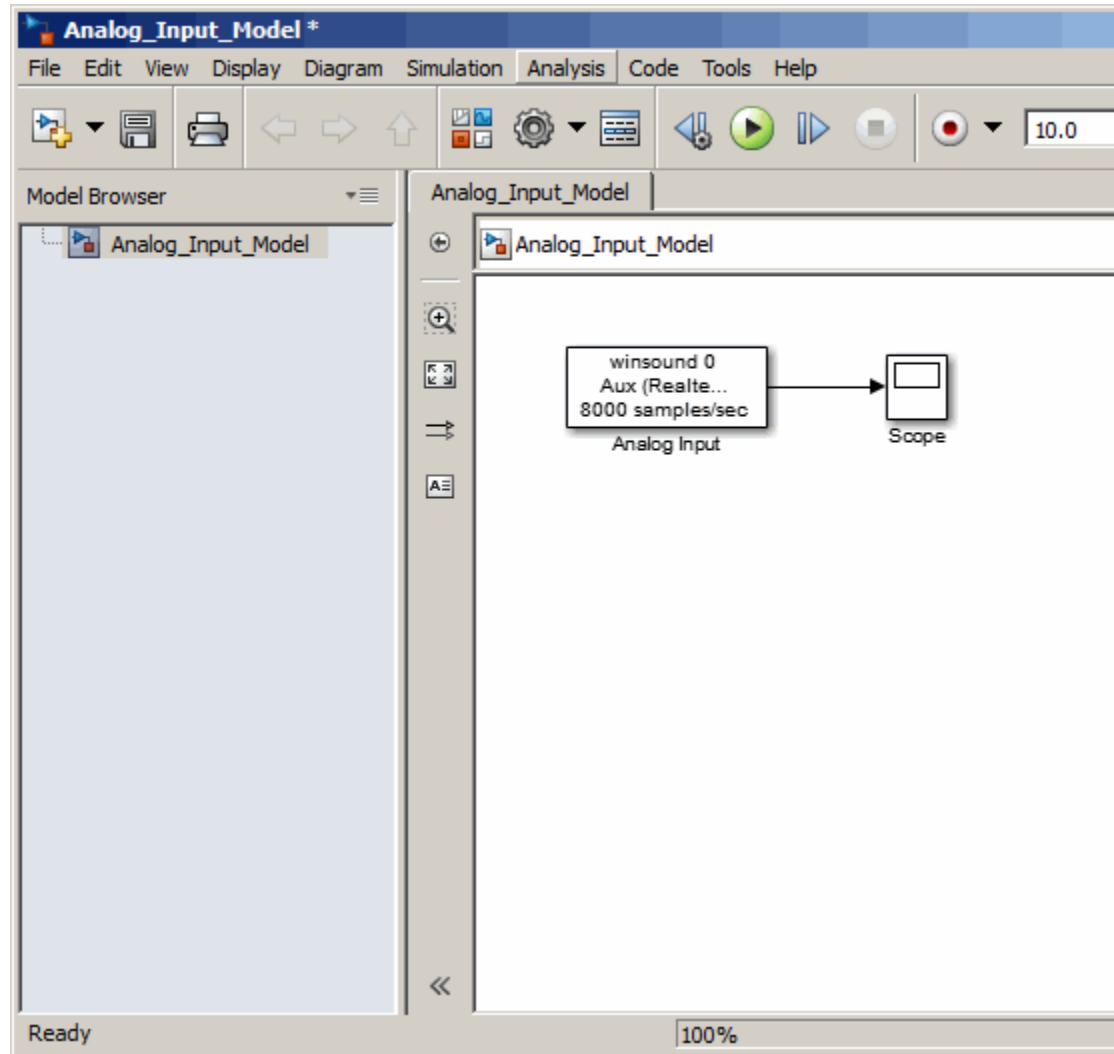 Analog_Input_Model *
File Edit View Display Diagram Simulation Analysis Code Tools Help
10.0
Model Browser
Analog_Input_Model
Analog_Input_Model
Analog_Input_Model
winsound 0
Aux (Realte...
8000 samples/sec
Analog Input
Scope
Ready
100%